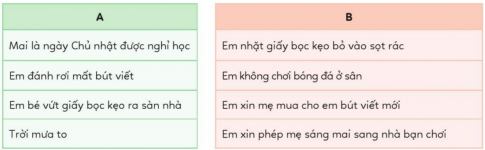 A
Mai là ngày Chủ nhật được nghỉ học
Em đánh rơi mất bút viết
Em bé vứt giấy bọc kẹo ra sàn nhà
Trời mưa to
B
Em nhặt giấy bọc kẹo bỏ vào sọt rác
Em không chơi bóng đá ở sân
Em xin mẹ mua cho em bút viết mới
Em xin phép mẹ sáng mai sang nhà bạn chơi